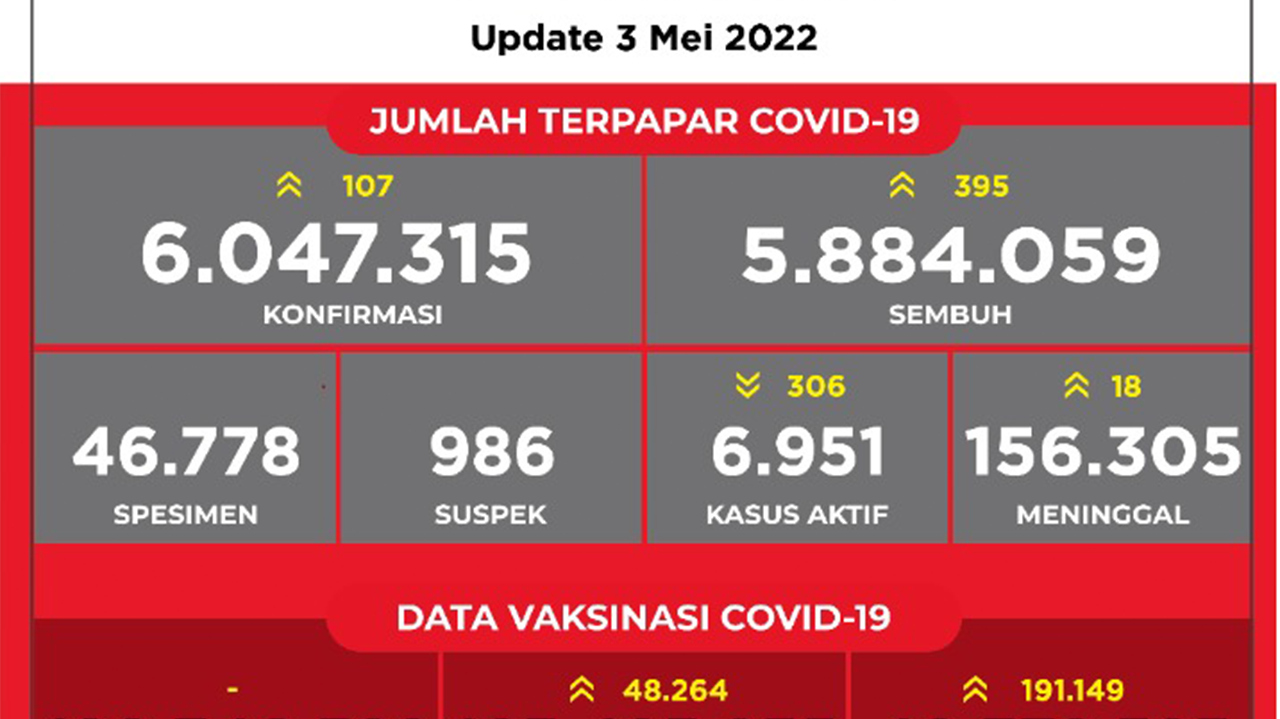 Update 3 Mei 2022
JUMLAH TERPAPAR COVID-19
107
6.047.315
KONFIRMASI
395
5.884.059
SEMBUH
46.778
SPESIMEN
986
SUSPEK
306
6.951
KASUS AKTIF
18
156.305
MENINGGAL
DATA VAKSINASI COVID-19
-
48.264
191.149